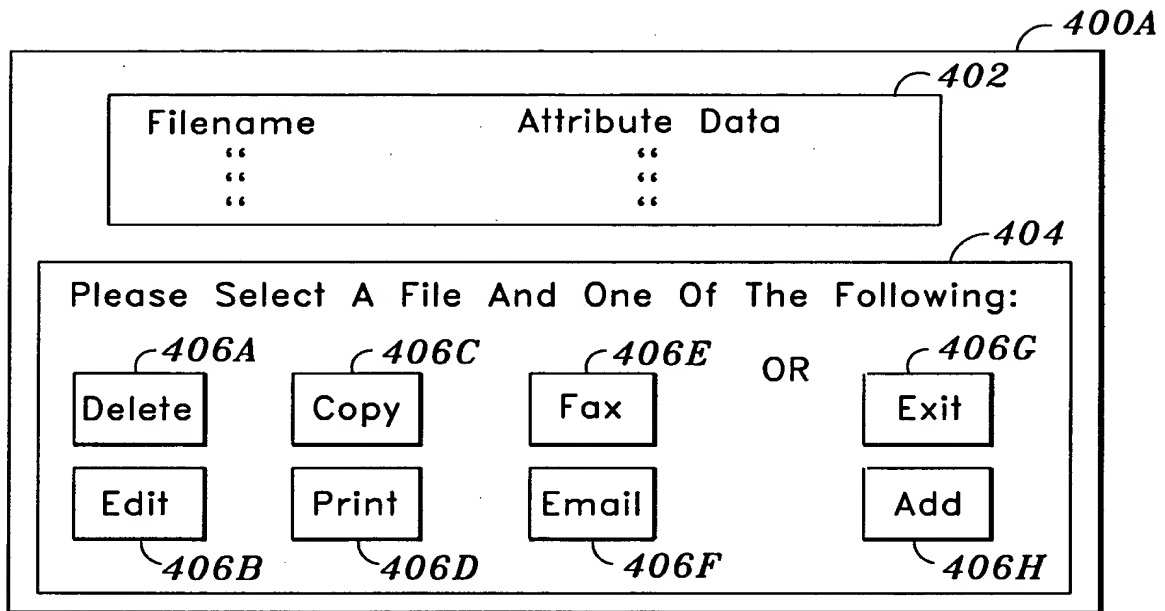 400A
402
Filename Attribute Data
“ “
“ “
“ “
404
Please Select A File And One Of The Following:
406A 406C 406E OR 406G
Delete Copy Fax Exit
Edit Print Email Add
406B 406D 406F 406H